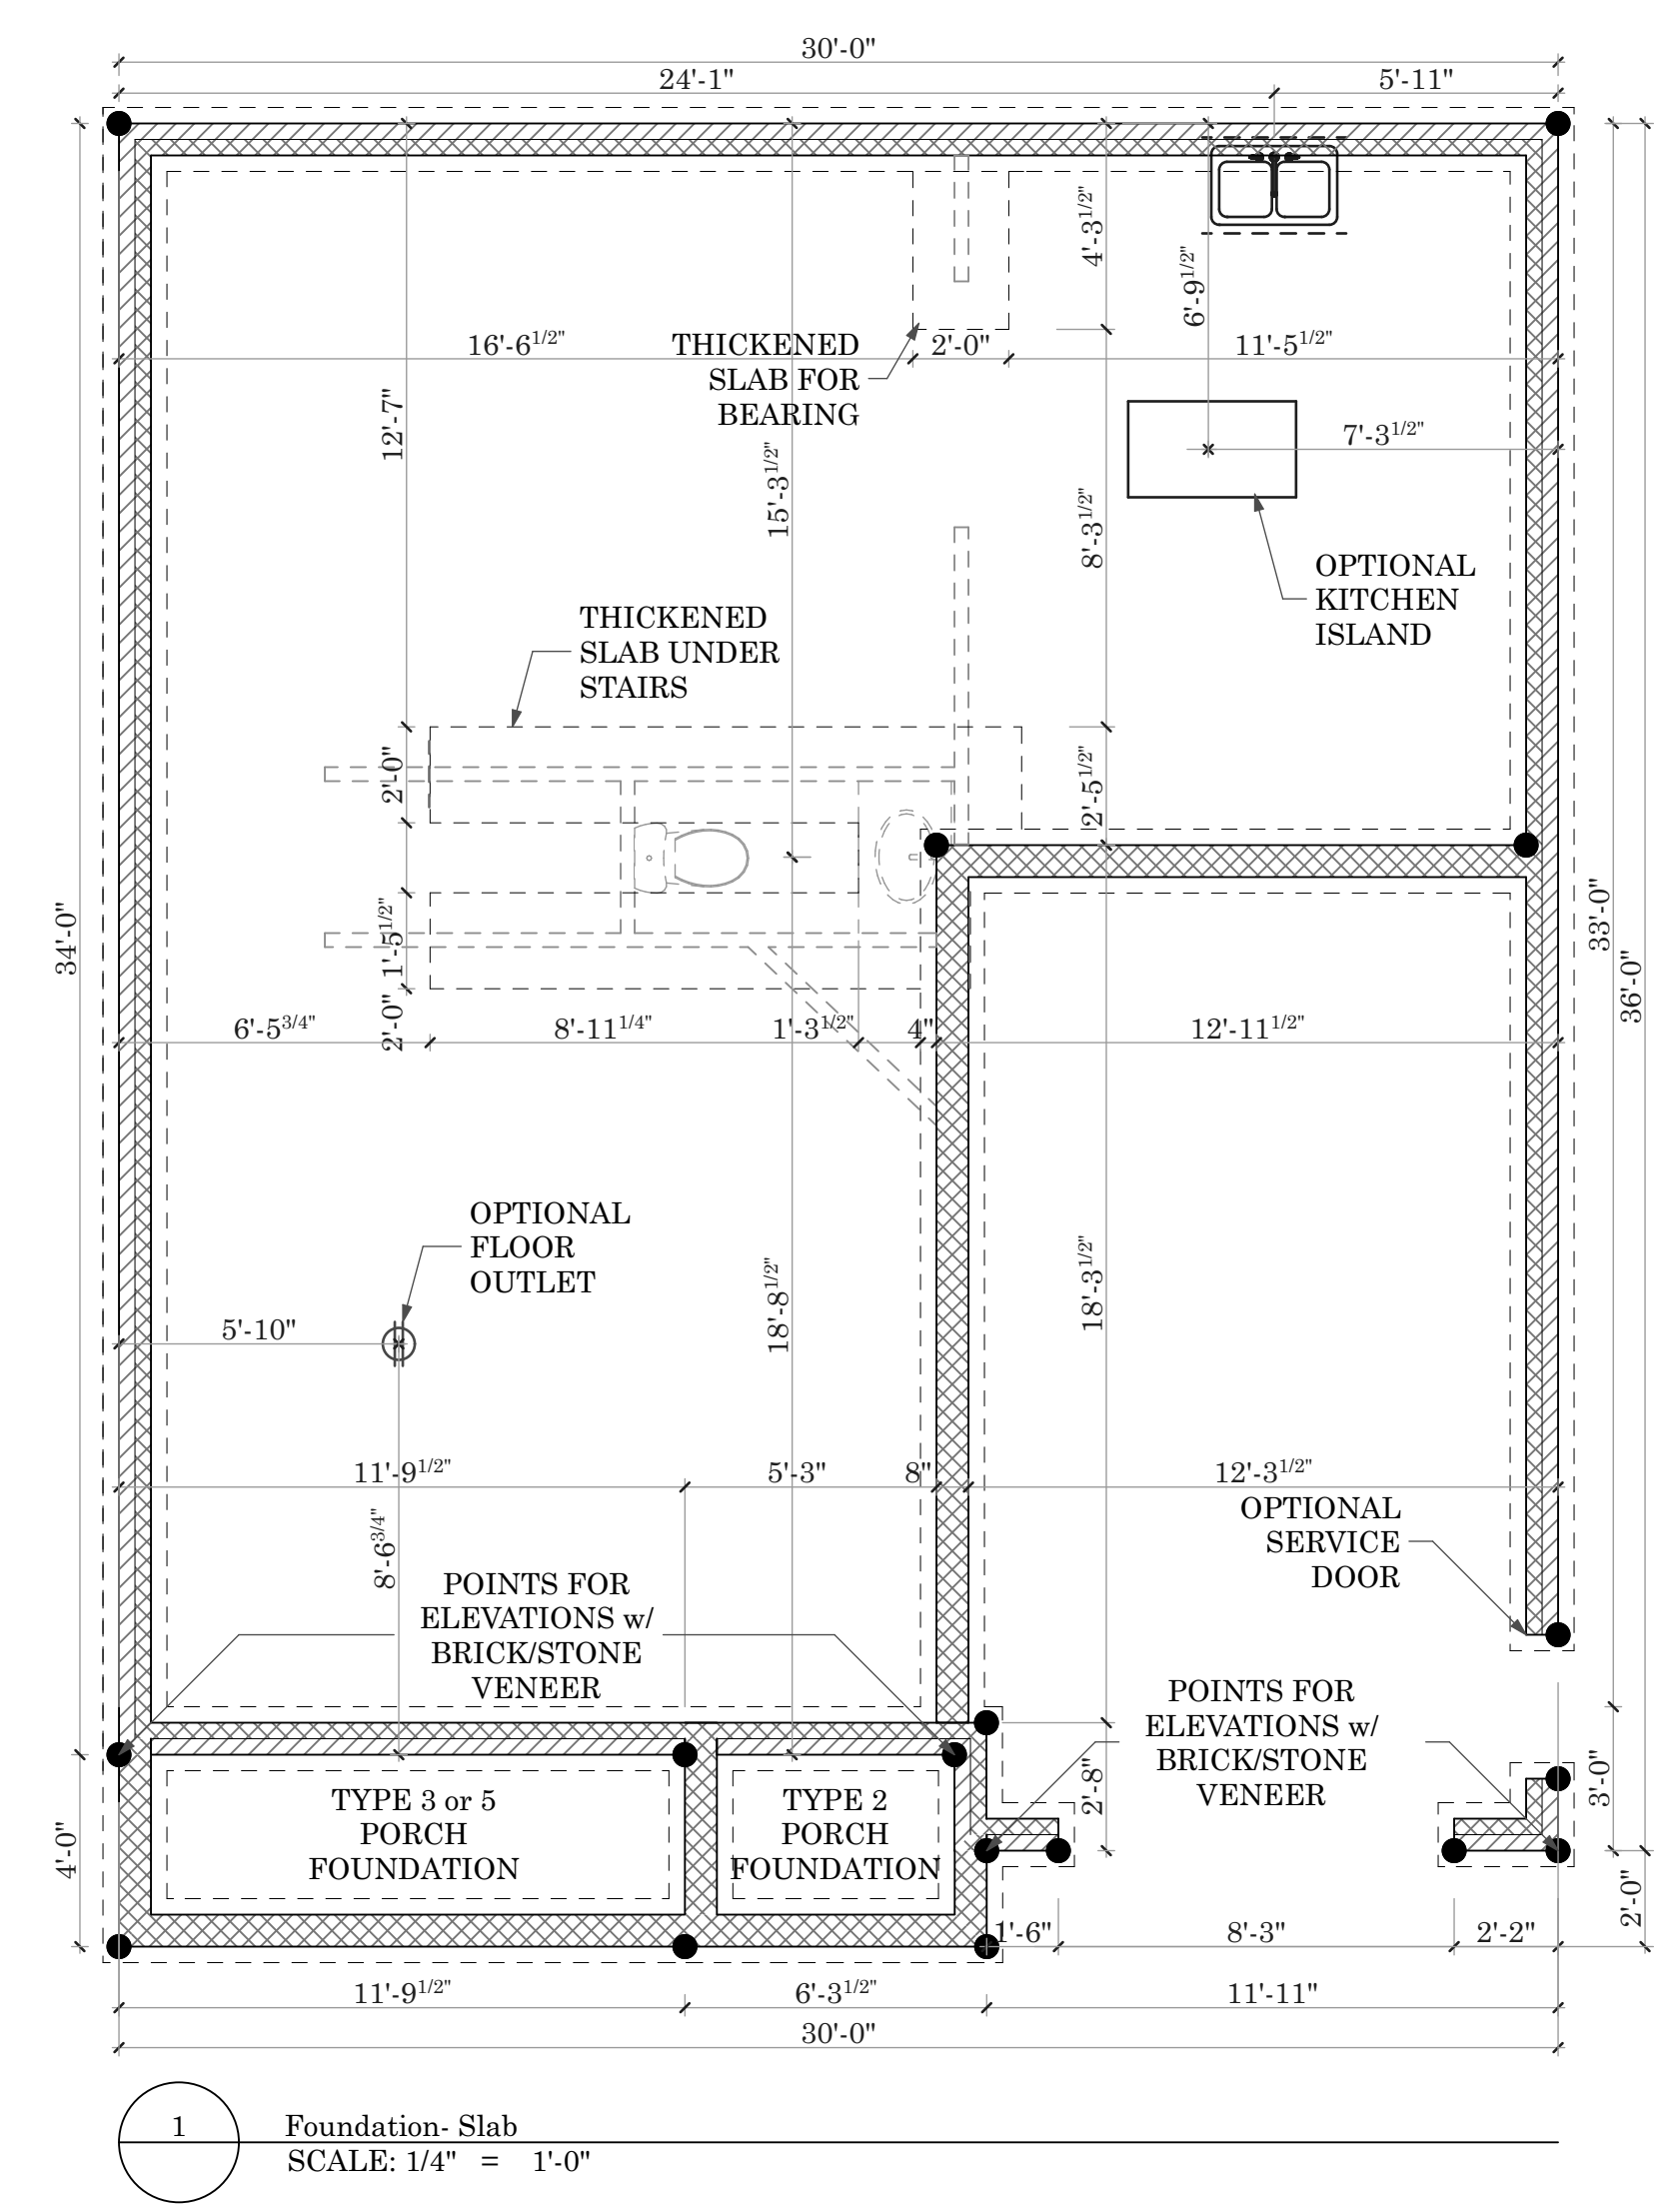 30'-0"
24'-1"
5'-11"
4'-3 1/2"
6'-9 1/2"
16'-6 1/2"
THICKENED
SLAB FOR
BEARING
2'-0"
11'-5 1/2"
12'-7"
15'-3 1/2"
7'-3 1/2"
8'-3 1/2"
OPTIONAL
KITCHEN
ISLAND
THICKENED
SLAB UNDER
STAIRS
2'-0"
2'-5 1/2"
34'-0"
1'-5 1/2"
33'-0"
36'-0"
2'-0"
6'-5 3/4"
8'-11 1/4"
1'-3 1/2"
4"
12'-11 1/2"
OPTIONAL
FLOOR
OUTLET
5'-10"
18'-8 1/2"
18'-3 1/2"
11'-9 1/2"
5'-3"
8"
12'-3 1/2"
OPTIONAL
SERVICE
DOOR
8'-6 3/4"
POINTS FOR
ELEVATIONS w/
BRICK/STONE
VENEER
POINTS FOR
ELEVATIONS w/
BRICK/STONE
VENEER
2'-8"
3'-0"
TYPE 3 or 5
PORCH
FOUNDATION
TYPE 2
PORCH
FOUNDATION
4'-0"
2'-0"
1'-6"
8'-3"
2'-2"
11'-9 1/2"
6'-3 1/2"
11'-11"
30'-0"
1
Foundation- Slab
SCALE: 1/4" = 1'-0"